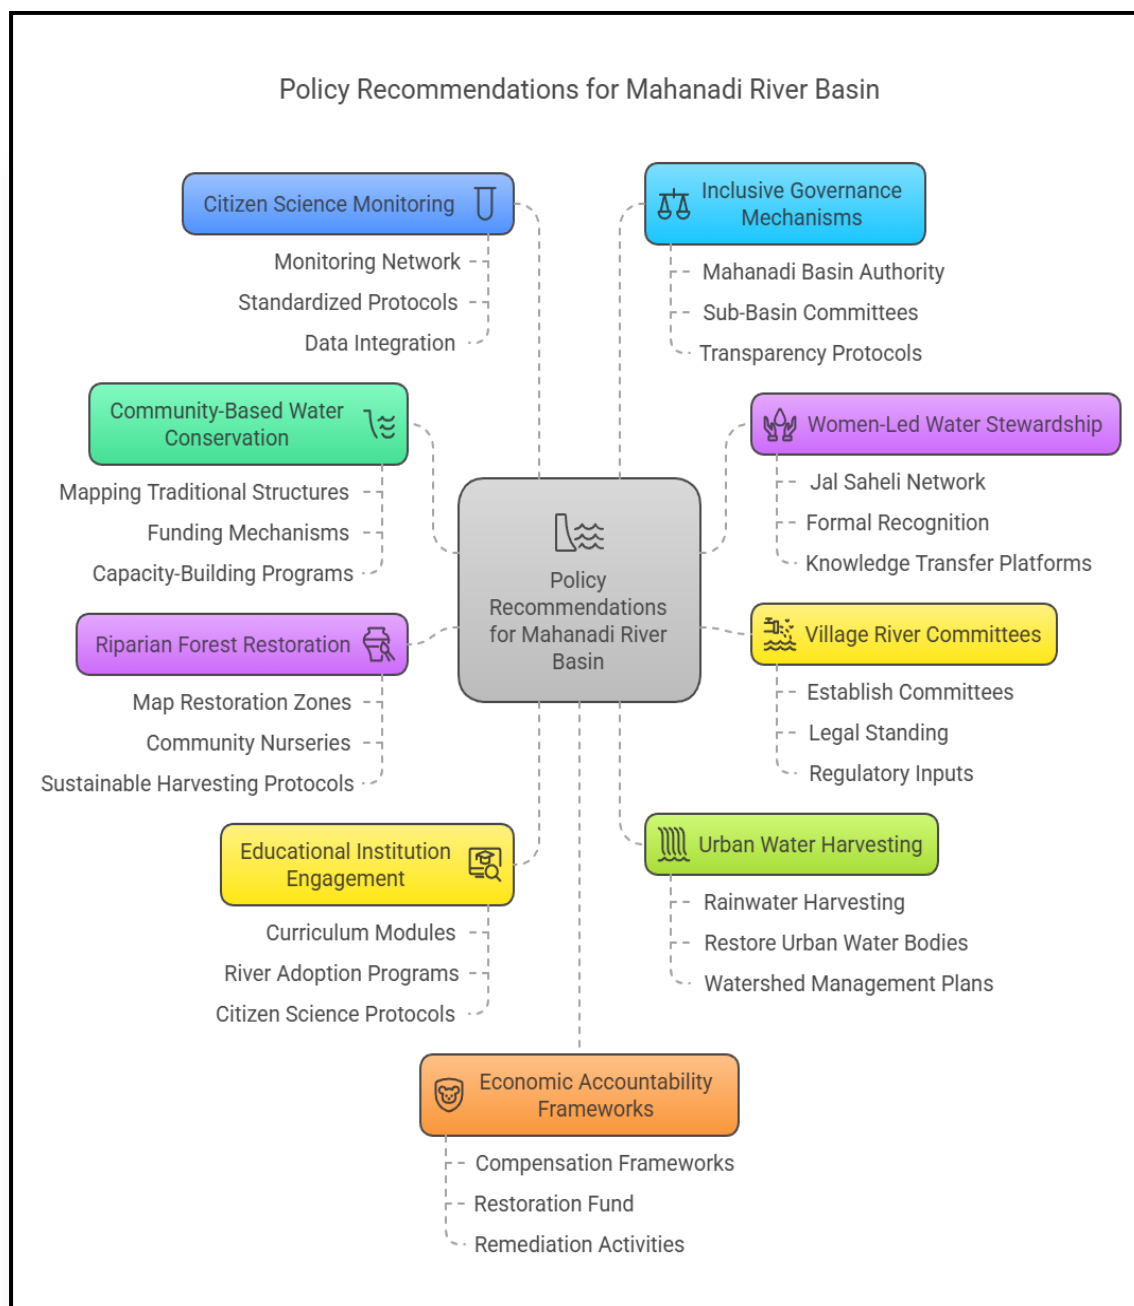 Policy Recommendations for Mahanadi River Basin
Citizen Science Monitoring
Monitoring Network
Standardized Protocols
Data Integration
Inclusive Governance
Mechanisms
Mahanadi Basin Authority
Sub-Basin Committees
Transparency Protocols
Community-Based Water
Conservation
Mapping Traditional Structures
Funding Mechanisms
Capacity-Building Programs
Women-Led Water Stewardship
Jal Saheli Network
Formal Recognition
Knowledge Transfer Platforms
Policy
Recommendations
for Mahanadi River
Basin
Riparian Forest Restoration
Map Restoration Zones
Community Nurseries
Sustainable Harvesting Protocols
Village River Committees
Establish Committees
Legal Standing
Regulatory Inputs
Educational Institution
Engagement
Curriculum Modules
River Adoption Programs
Citizen Science Protocols
Urban Water Harvesting
Rainwater Harvesting
Restore Urban Water Bodies
Watershed Management Plans
Economic Accountability
Frameworks
Compensation Frameworks
Restoration Fund
Remediation Activities